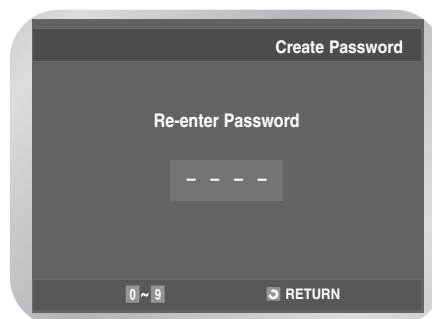 Create Password
Re-enter Password
– – – –
0 ~ 9 RETURN